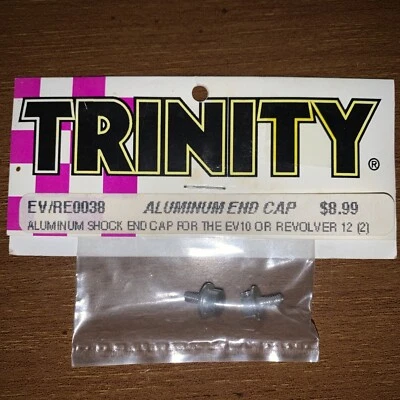 TRINITY®
EV/RE0038 ALUMINUM END CAP $8.99
ALUMINUM SHOCK END CAP FOR THE EV10 OR REVOLVER 12 (2)